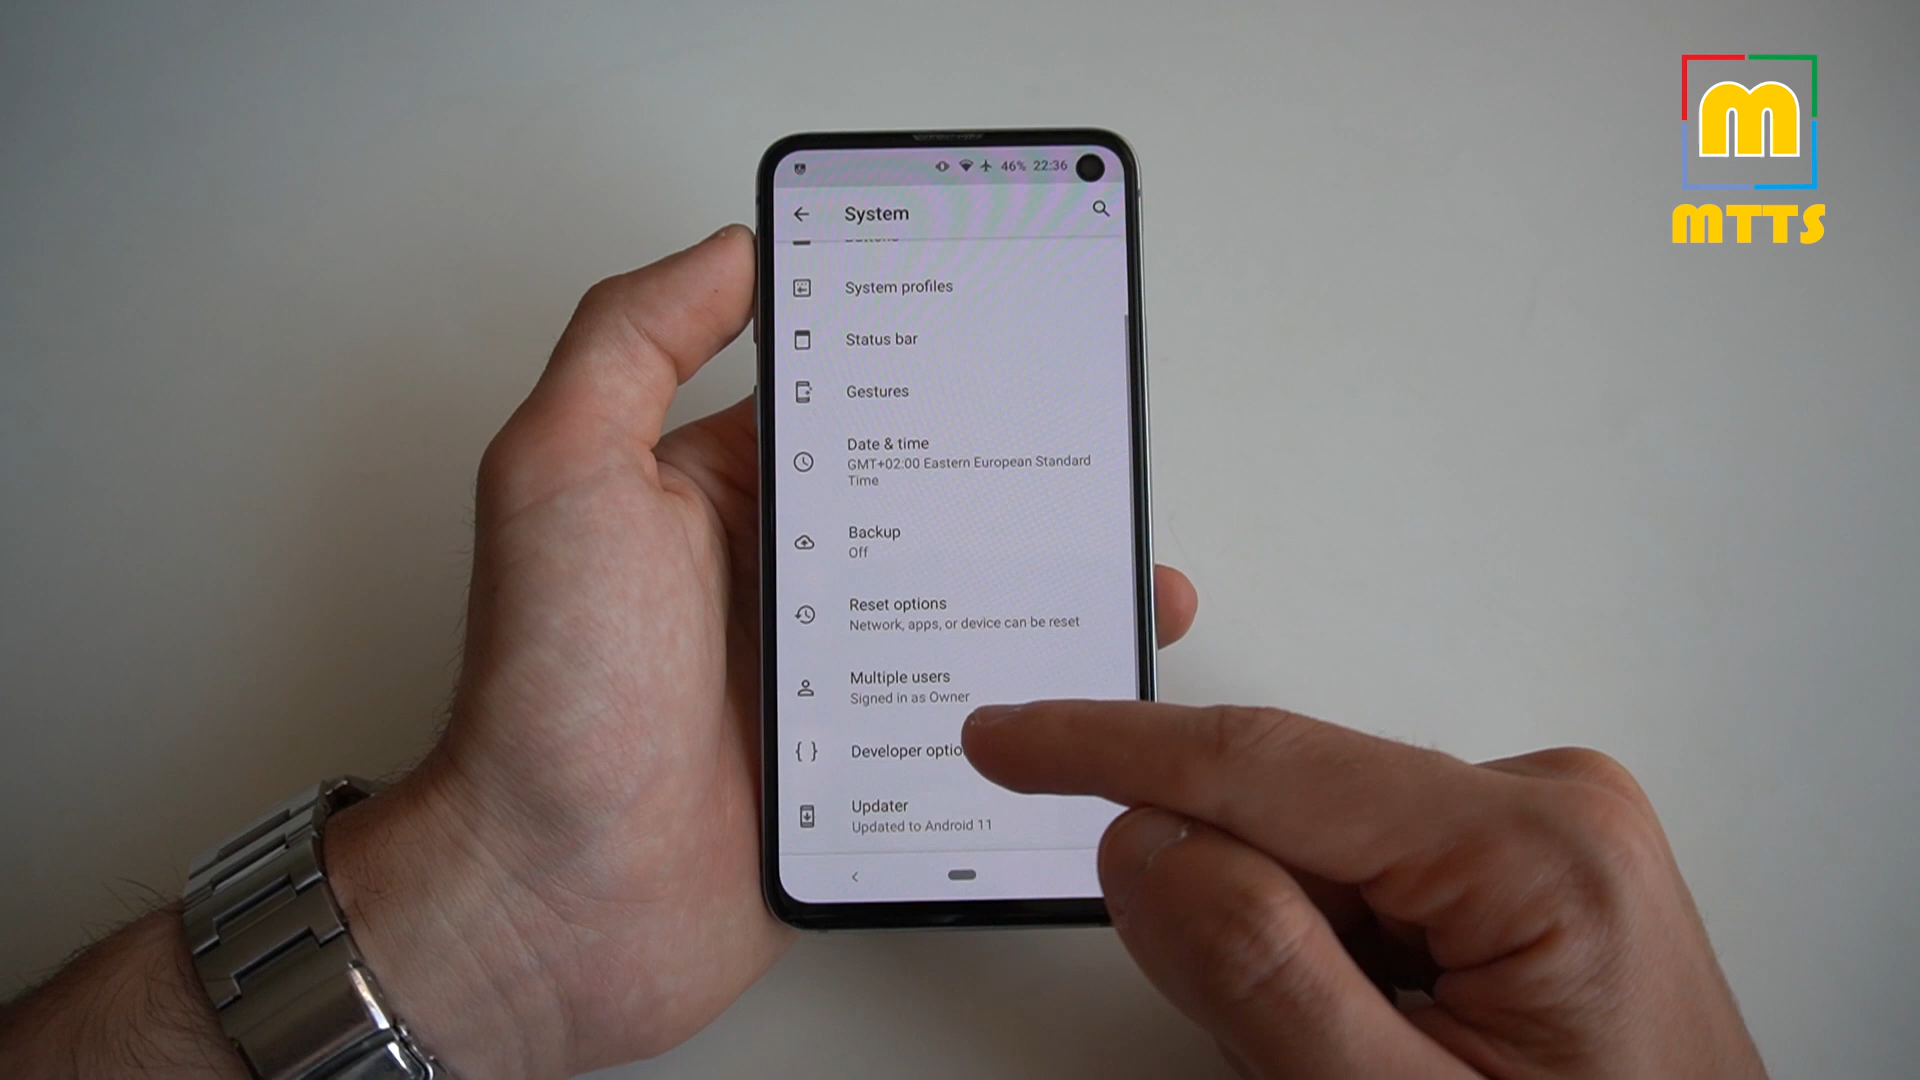 m
MTTS
46% 22:36
System
System profiles
Status bar
Gestures
Date & time
GMT+02:00 Eastern European Standard
Time
Backup
Off
Reset options
Network, apps, or device can be reset
Multiple users
Signed in as Owner
Developer optio
Updater
Updated to Android 11